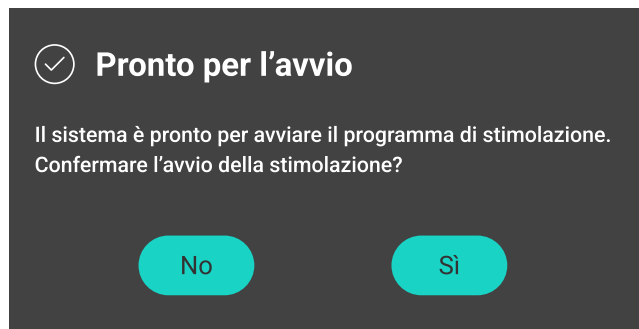 Pronto per l’avvio
Il sistema è pronto per avviare il programma di stimolazione.
Confermare l’avvio della stimolazione?
No
Sì